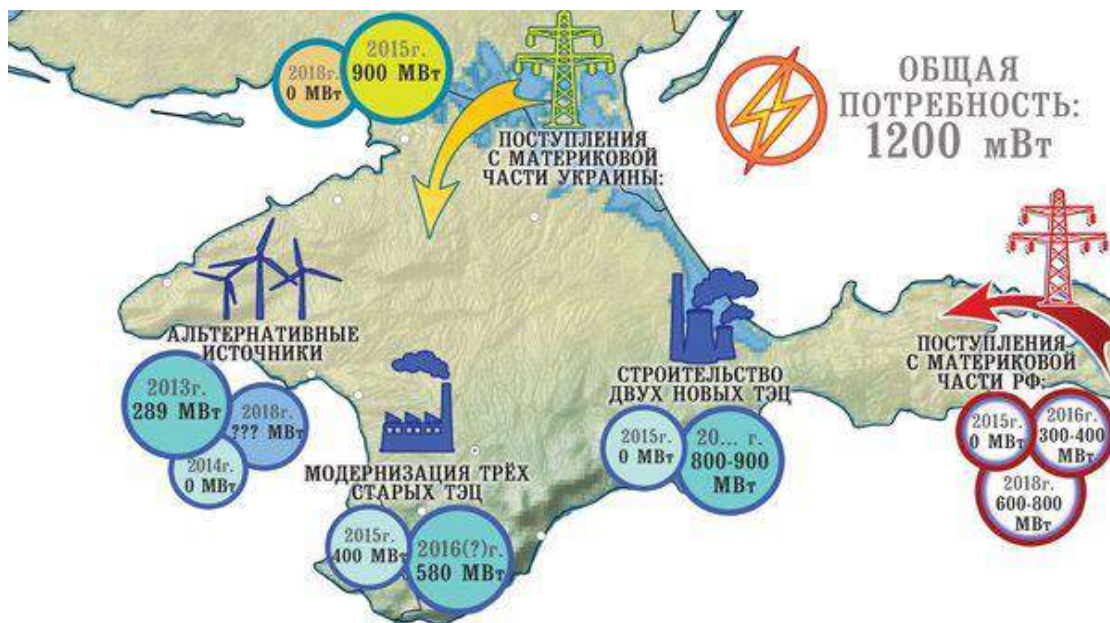 2018г.
0 МВт
2015г.
900 МВт
ПОСТУПЛЕНИЯ
С МАТЕРИКОВОЙ
ЧАСТИ УКРАИНЫ:
ОБЩАЯ
ПОТРЕБНОСТЬ:
1200 мВт
АЛЬТЕРНАТИВНЫЕ
ИСТОЧНИКИ
2013г.
289 МВт
2018г.
??? МВт
2014г.
0 МВт
МОДЕРНИЗАЦИЯ ТРЁХ
СТАРЫХ ТЭЦ
2015г.
400 МВт
2016(?)г.
580 МВт
СТРОИТЕЛЬСТВО
ДВУХ НОВЫХ ТЭЦ
2015г.
0 МВт
20... г.
800-900
МВт
ПОСТУПЛЕНИЯ
С МАТЕРИКОВОЙ
ЧАСТИ РФ:
2015г.
0 МВт
2016г.
300-400
МВт
2018г.
600-800
МВт